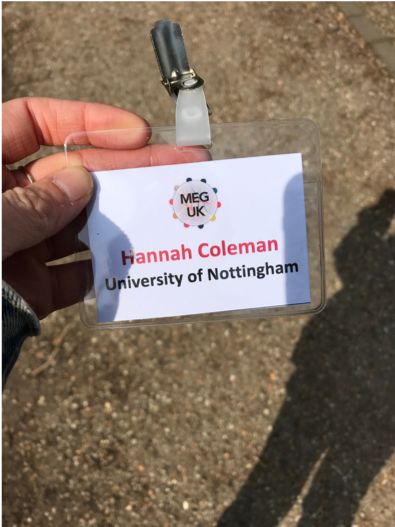 MEG
UK
Hannah Coleman
University of Nottingham